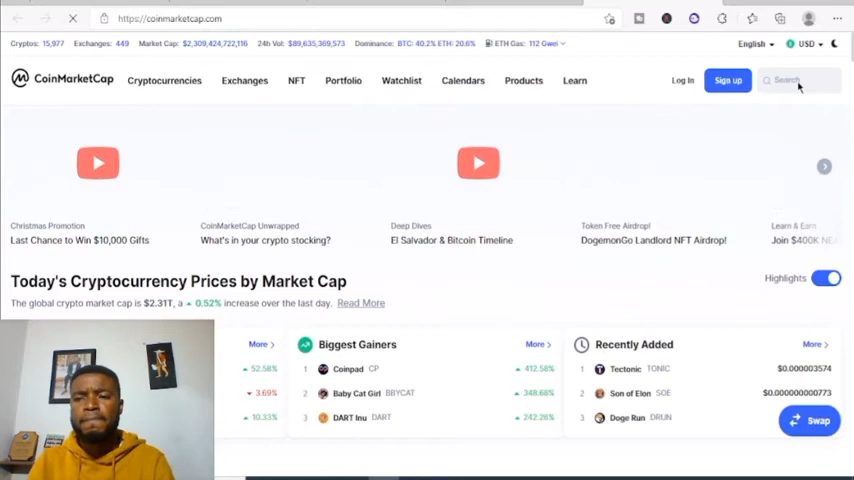 https://coinmarketcap.com
Cryptos: 15,977 Exchanges: 449 Market Cap: $2,309,424,722,116 24h Vol: $89,635,369,573 Dominance: BTC: 40.2% ETH: 20.6% ETH Gas: 112 Gwei English USD
CoinMarketCap Cryptocurrencies Exchanges NFT Portfolio Watchlist Calendars Products Learn Log In Sign up Search
Christmas Promotion CoinMarketCap Unwrapped Deep Dives Token Free Airdrop! Learn & Earn
Last Chance to Win $10,000 Gifts What's in your crypto stocking? El Salvador & Bitcoin Timeline DogemonGo Landlord NFT Airdrop! Join $400K NEA
Today's Cryptocurrency Prices by Market Cap Highlights
The global crypto market cap is $2.31T, a 0.52% increase over the last day. Read More
More Biggest Gainers More Recently Added More
52.58% 1 Coinpad CP 412.58% 1 Tectonic TONIC $0.000003574
3.69% 2 Baby Cat Girl BBYCAT 348.68% 2 Son of Elon SOE $0.000000000773
10.33% 3 DART Inu DART 242.26% 3 Doge Run DRUN
Swap